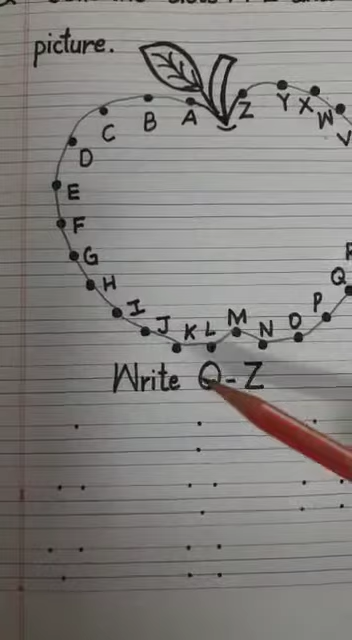 picture.
Z Y X W V
A B C D E F G H I J K L M N O P Q
Write Q-Z